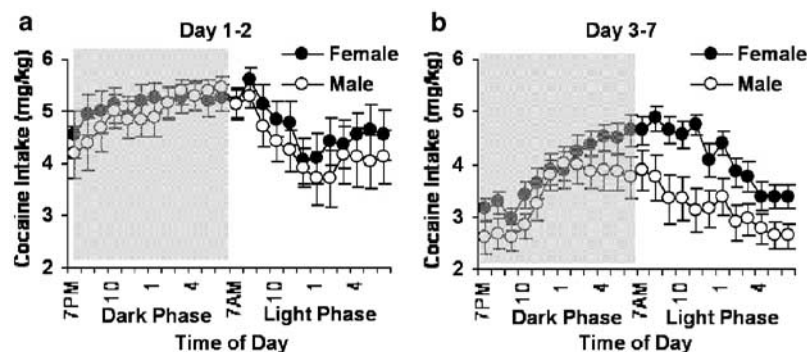 a
Day 1-2
Cocaine Intake (mg/kg)
6
5
4
3
2
Female
Male
7PM
10
1
4
7AM
10
1
4
Dark Phase
Light Phase
Time of Day
b
Day 3-7
Cocaine Intake (mg/kg)
6
5
4
3
2
Female
Male
7PM
10
1
4
7AM
10
1
4
Dark Phase
Light Phase
Time of Day